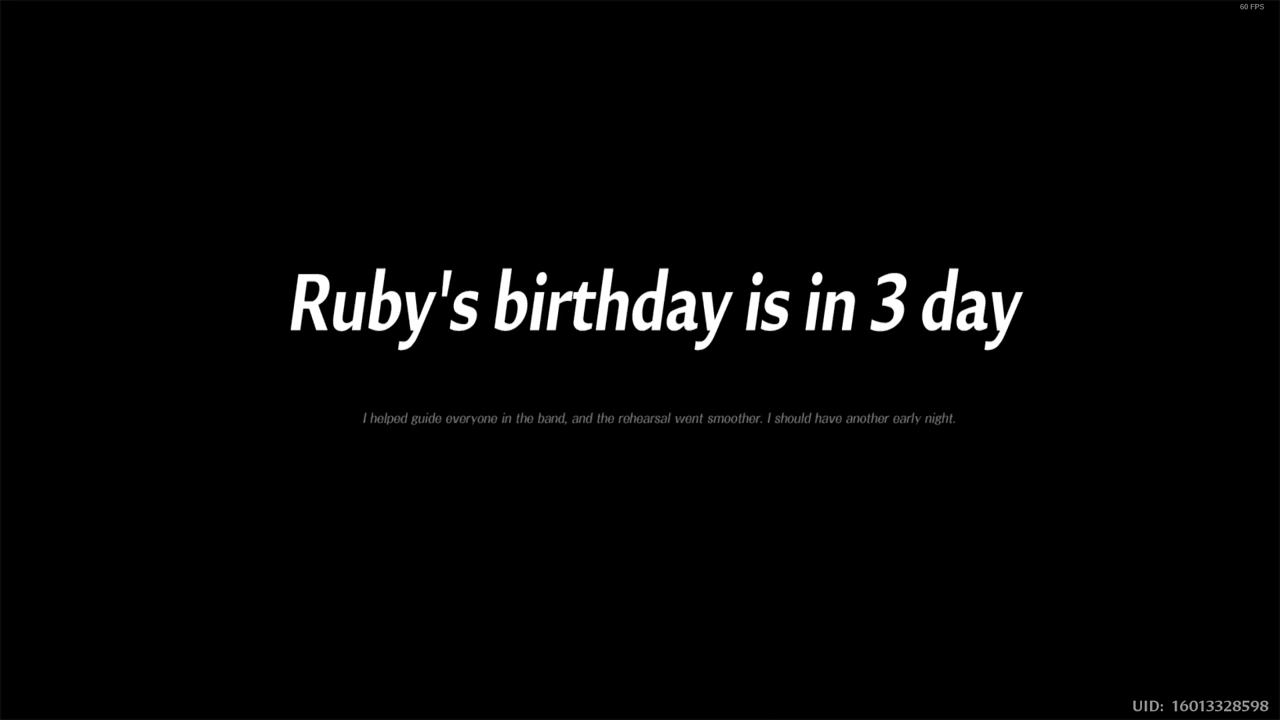 60 FPS
Ruby's birthday is in 3 day
I helped guide everyone in the band, and the rehearsal went smoother. I should have another early night.
UID: 16013328598